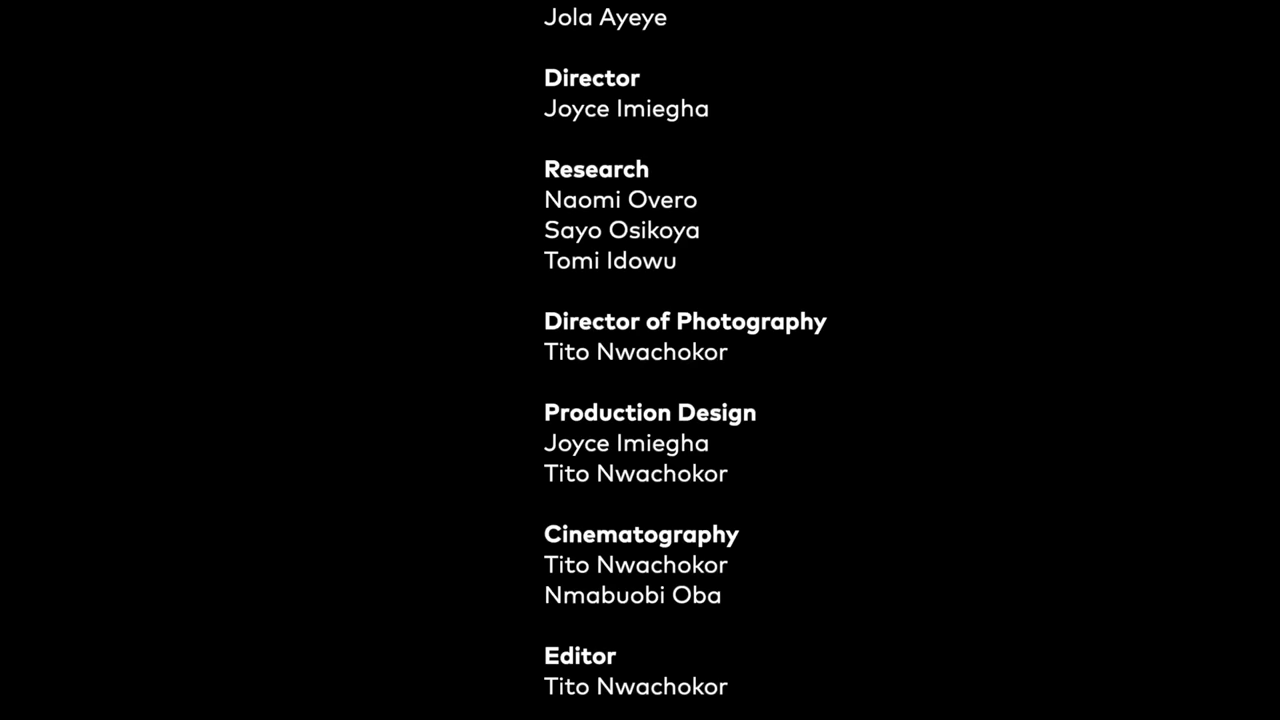 Jola Ayeye
Director
Joyce Imiegha
Research
Naomi Overo
Sayo Osikoya
Tomi Idowu
Director of Photography
Tito Nwachokor
Production Design
Joyce Imiegha
Tito Nwachokor
Cinematography
Tito Nwachokor
Nmabuobi Oba
Editor
Tito Nwachokor